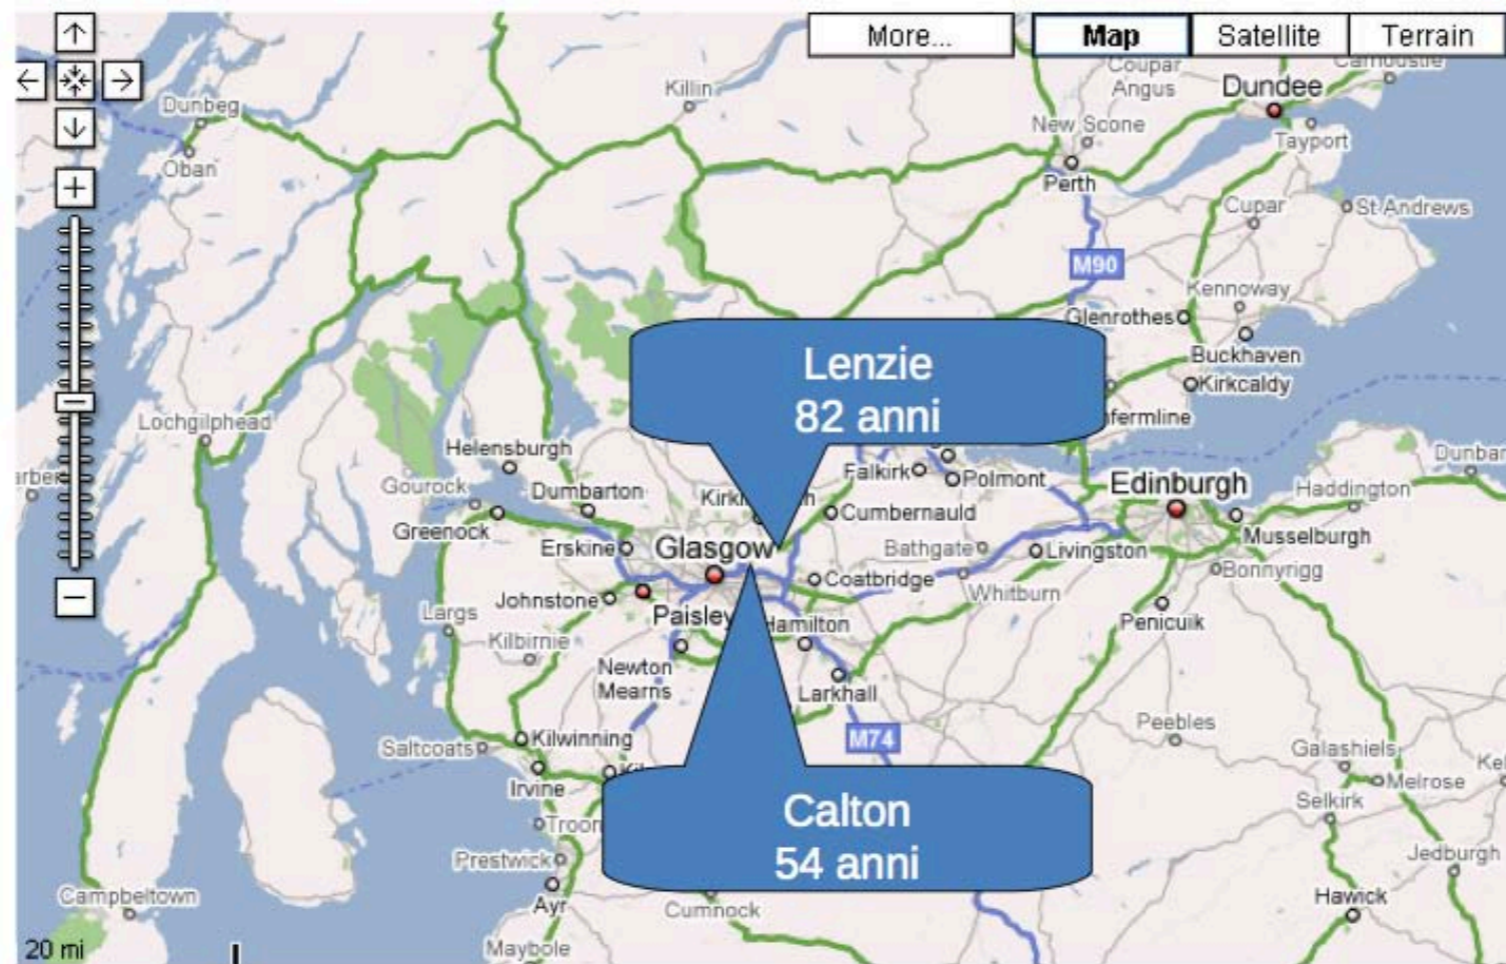 More...
Map
Satellite
Terrain
Coupar
Angus
Carnoustie
Dundee
Killin
Dunbeg
New Scone
Tayport
Oban
Perth
Cupar
St Andrews
M90
Kennoway
Glenrothes
Buckhaven
Kirkcaldy
Lenzie
82 anni
Lochgilphead
Helensburgh
Falkirk
Polmont
Edinburgh
Haddington
Gourock
Dumbarton
Greenock
Cumbernauld
Musselburgh
Erskine
Glasgow
Bathgate
Livingston
Bonnyrigg
Coatbridge
Whitburn
Johnstone
Paisley
Hamilton
Penicuik
Largs
Kilbirnie
Newton
Mearns
Larkhall
Peebles
M74
Saltcoats
Kilwinning
Galashiels
Melrose
Irvine
Selkirk
Calton
54 anni
Prestwick
Jedburgh
Campbeltown
Ayr
Cumnock
Hawick
Maybole
20 mi